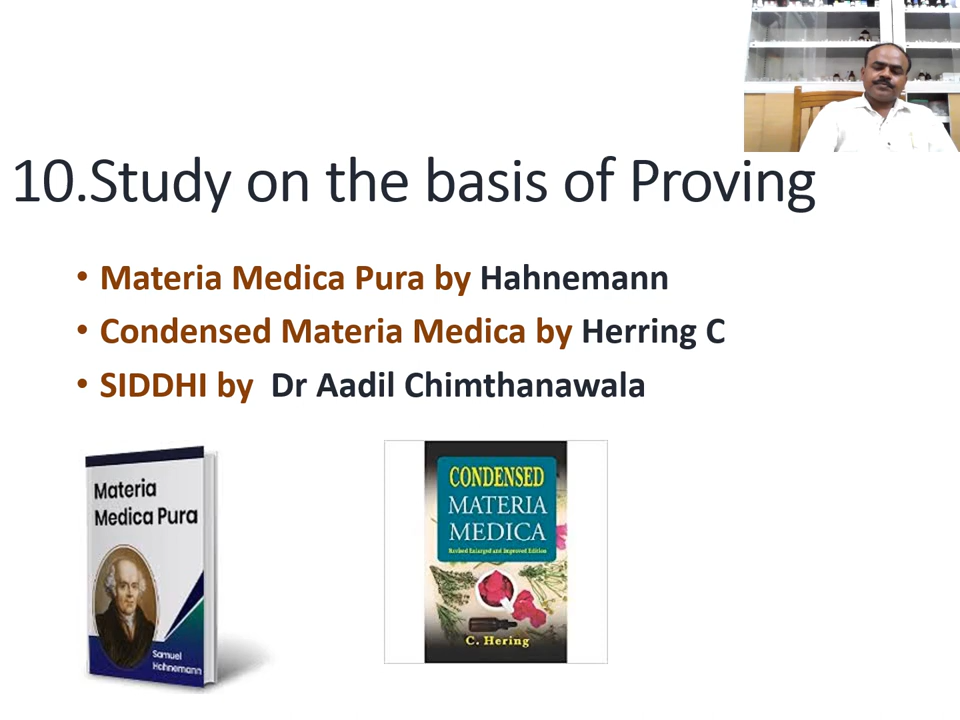 10.Study on the basis of Proving
• Materia Medica Pura by Hahnemann
• Condensed Materia Medica by Herring C
• SIDDHI by Dr Aadil Chimthanawala
Materia
Medica Pura
Samuel
Hahnemann
CONDENSED
MATERIA
MEDICA
Revised Enlarged and Improved Edition
C. Hering